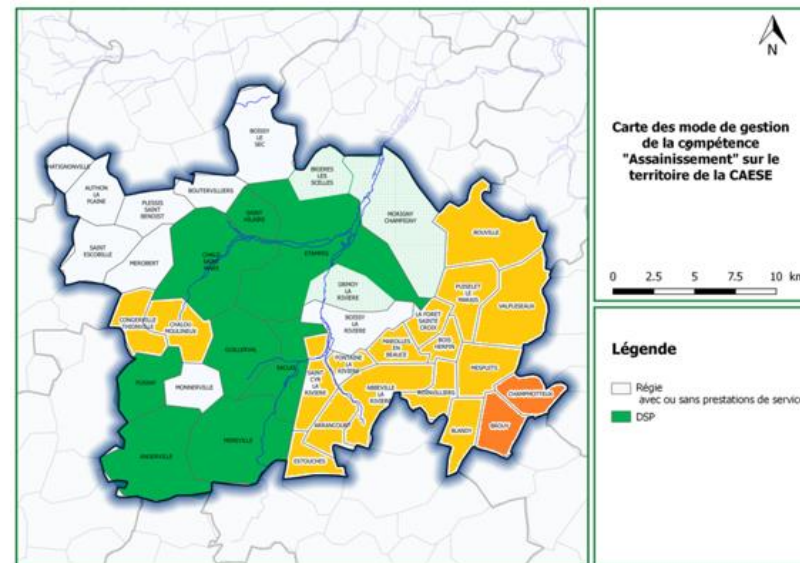 N
Carte des mode de gestion
de la compétence
"Assainissement" sur le
territoire de la CAESE
0 2.5 5 7.5 10 km
Légende
Régie
avec ou sans prestations de service
DSP
BOISSY
LE
SEC
AUTHON
LA
PLAINE
PLESSIS
SAINT
BENOIST
BOUTERVILLIERS
BRIERES
LES
SCELLES
MORIGNY
CHAMPIGNY
SAINT
HILAIRE
SAINT
ESCOBILLE
MEROBERT
CHALO
SAINT
MARS
ETAMPES
ORMOY
LA
RIVIERE
BOISSY
LA
RIVIERE
ROUVILLE
PUISELET
LE
MARAIS
VALPUISEAUX
LA FORET
SAINTE
CROIX
BOIS
HERPIN
MAROLLES
EN
BEAUCE
CONGERVILLE
THIONVILLE
CHALOU
MOULINEUX
GUILLERVAL
SACLAS
FONTAINE
LA
RIVIERE
SAINT
CYR
LA
RIVIERE
ABBEVILLE
LA
RIVIERE
MESPUITS
CHAMPMOTTEUX
PUSSAY
MONNERVILLE
ROINVILLIERS
BROUY
BLANDY
ARRANCOURT
MEREVILLE
ANGERVILLE
ESTOUCHES